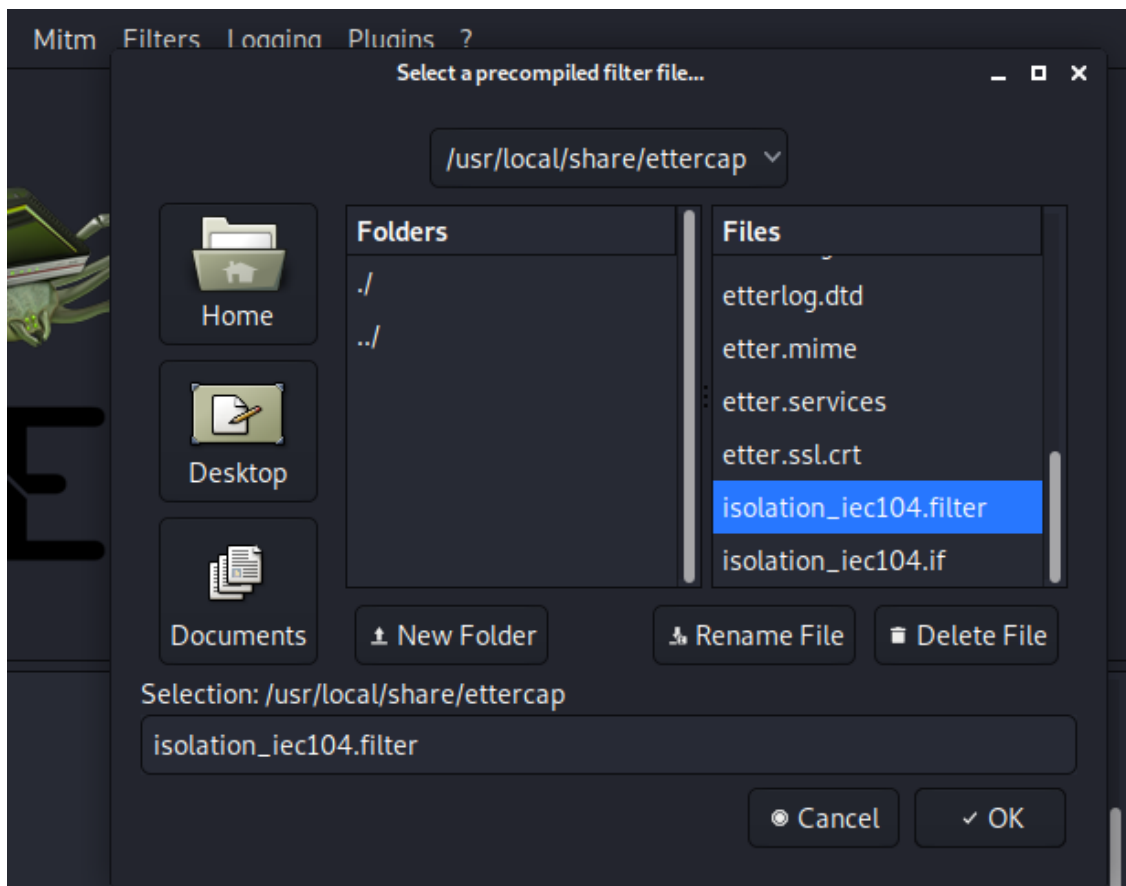 Mitm Filters Logging Plugins ?
Select a precompiled filter file...
/usr/local/share/ettercap
Home
Desktop
Documents
Folders
./
../
Files
etterlog.dtd
etter.mime
etter.services
etter.ssl.crt
isolation_iec104.filter
isolation_iec104.if
New Folder
Rename File
Delete File
Selection: /usr/local/share/ettercap
isolation_iec104.filter
Cancel
OK